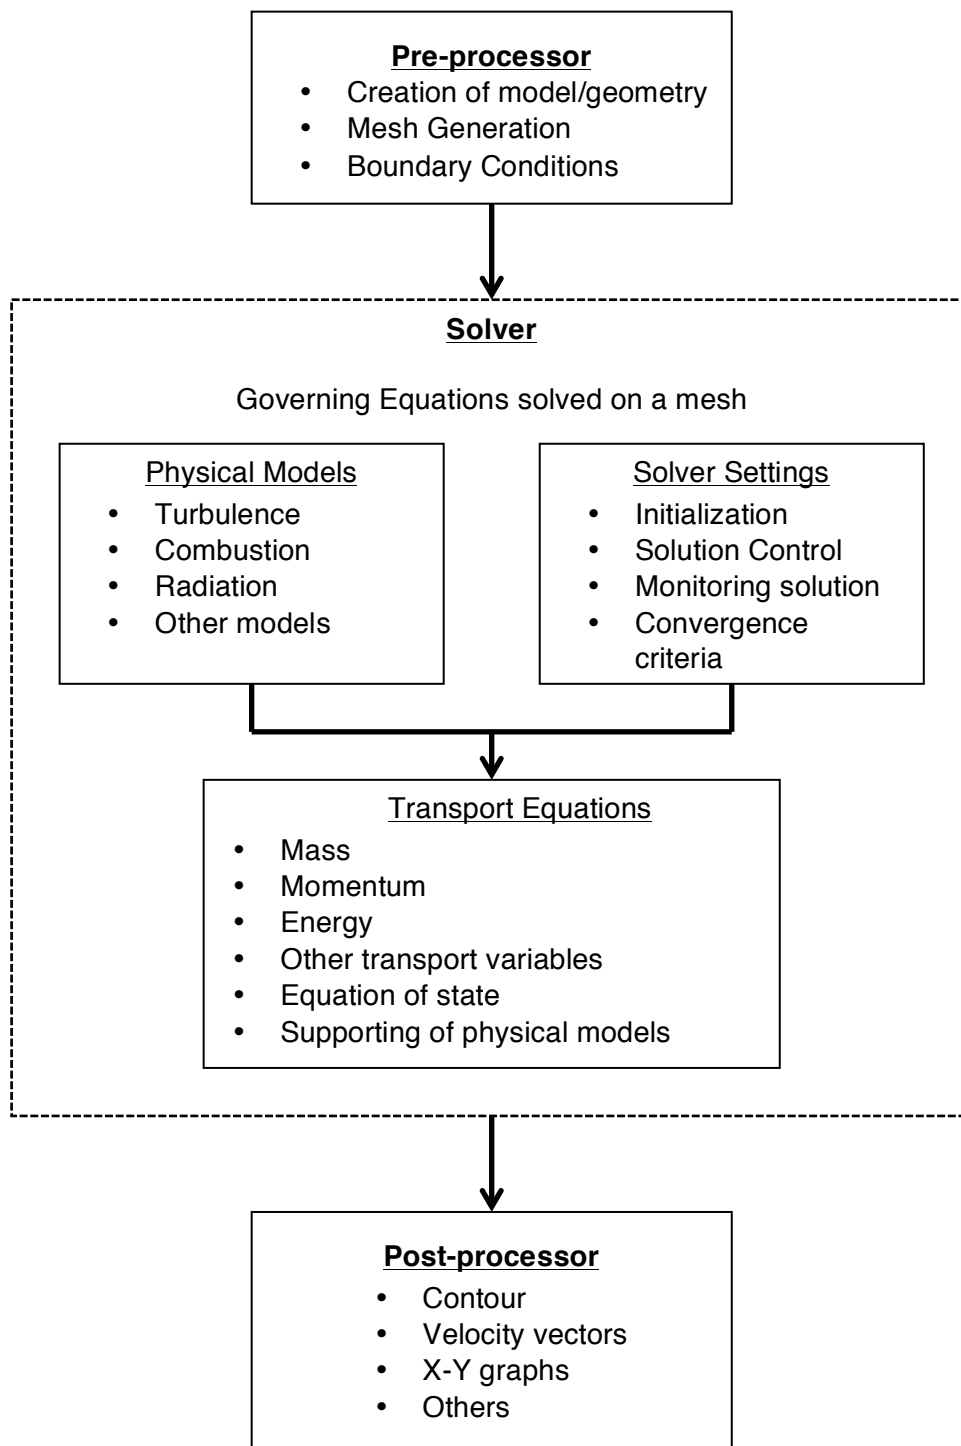 Pre-processor
• Creation of model/geometry
• Mesh Generation
• Boundary Conditions
Solver
Governing Equations solved on a mesh
Physical Models
• Turbulence
• Combustion
• Radiation
• Other models
Solver Settings
• Initialization
• Solution Control
• Monitoring solution
• Convergence
criteria
Transport Equations
• Mass
• Momentum
• Energy
• Other transport variables
• Equation of state
• Supporting of physical models
Post-processor
• Contour
• Velocity vectors
• X-Y graphs
• Others